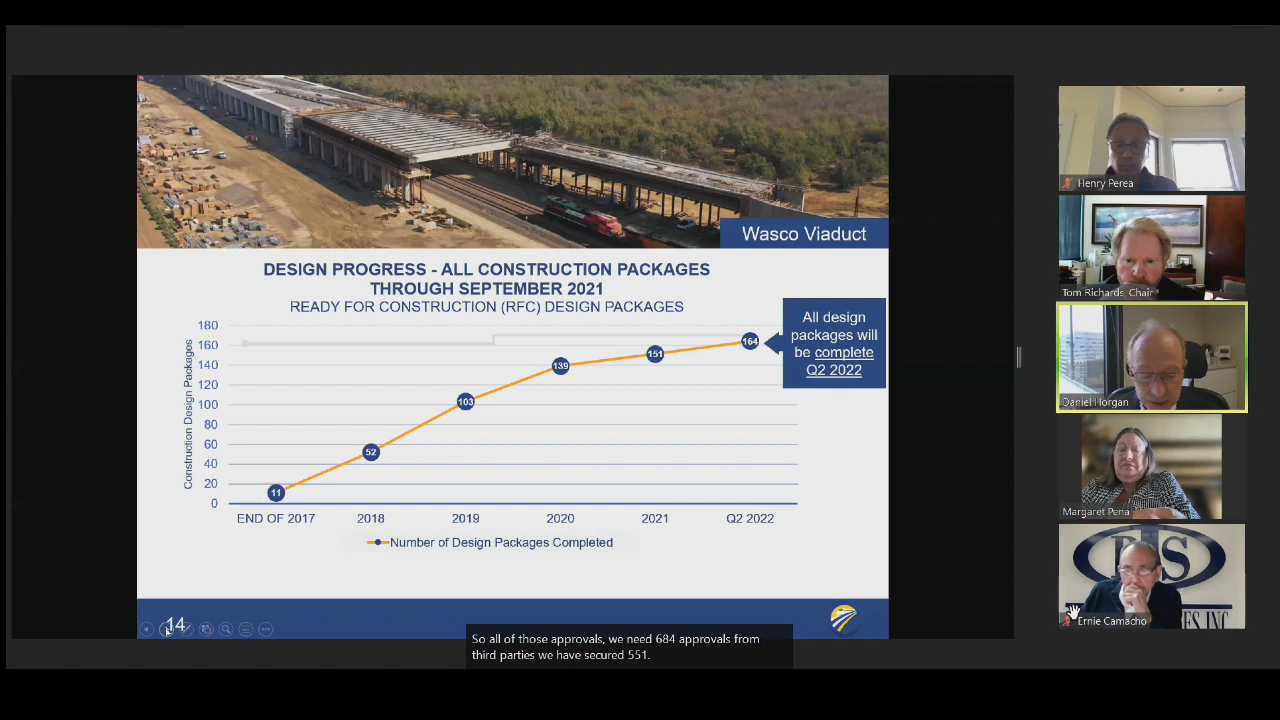 Wasco Viaduct
DESIGN PROGRESS - ALL CONSTRUCTION PACKAGES
THROUGH SEPTEMBER 2021
READY FOR CONSTRUCTION (RFC) DESIGN PACKAGES
All design
packages will
be complete
Q2 2022
Construction Design Packages
180
160
140
120
100
80
60
40
20
0
11
52
103
139
151
164
END OF 2017
2018
2019
2020
2021
Q2 2022
Number of Design Packages Completed
14
So all of those approvals, we need 684 approvals from
third parties we have secured 551.
Henry Perea
Tom Richards, Chair
Daniel Horgan
Margaret Pena
Ernie Camacho